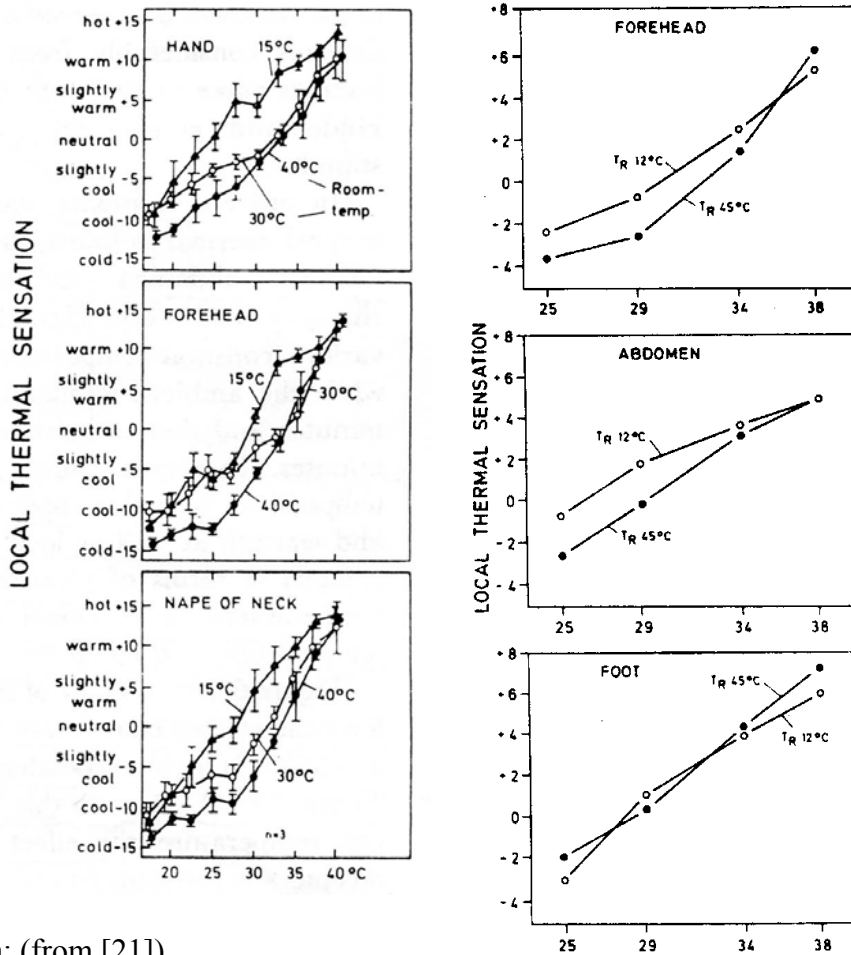 LOCAL THERMAL SENSATION
hot +15
warm +10
slightly +5
warm
neutral 0
slightly -5
cool
cool-10
cold-15
HAND
15°C
40°C
30°C
Room-
temp.
hot +15
warm +10
slightly +5
warm
neutral 0
slightly -5
cool
cool-10
cold-15
FOREHEAD
15°C
30°C
40°C
hot +15
warm +10
slightly +5
warm
neutral 0
slightly -5
cool
cool-10
cold-15
NAPE OF NECK
15°C
40°C
30°C
n=3
20 25 30 35 40°C
(from [21])
LOCAL THERMAL SENSATION
+8
+6
+4
+2
0
-2
-4
FOREHEAD
TR 12°C
TR 45°C
25 29 34 38
+8
+6
+4
+2
0
-2
-4
ABDOMEN
TR 12°C
TR 45°C
25 29 34 38
+8
+6
+4
+2
0
-2
-4
FOOT
TR 45°C
TR 12°C
25 29 34 38